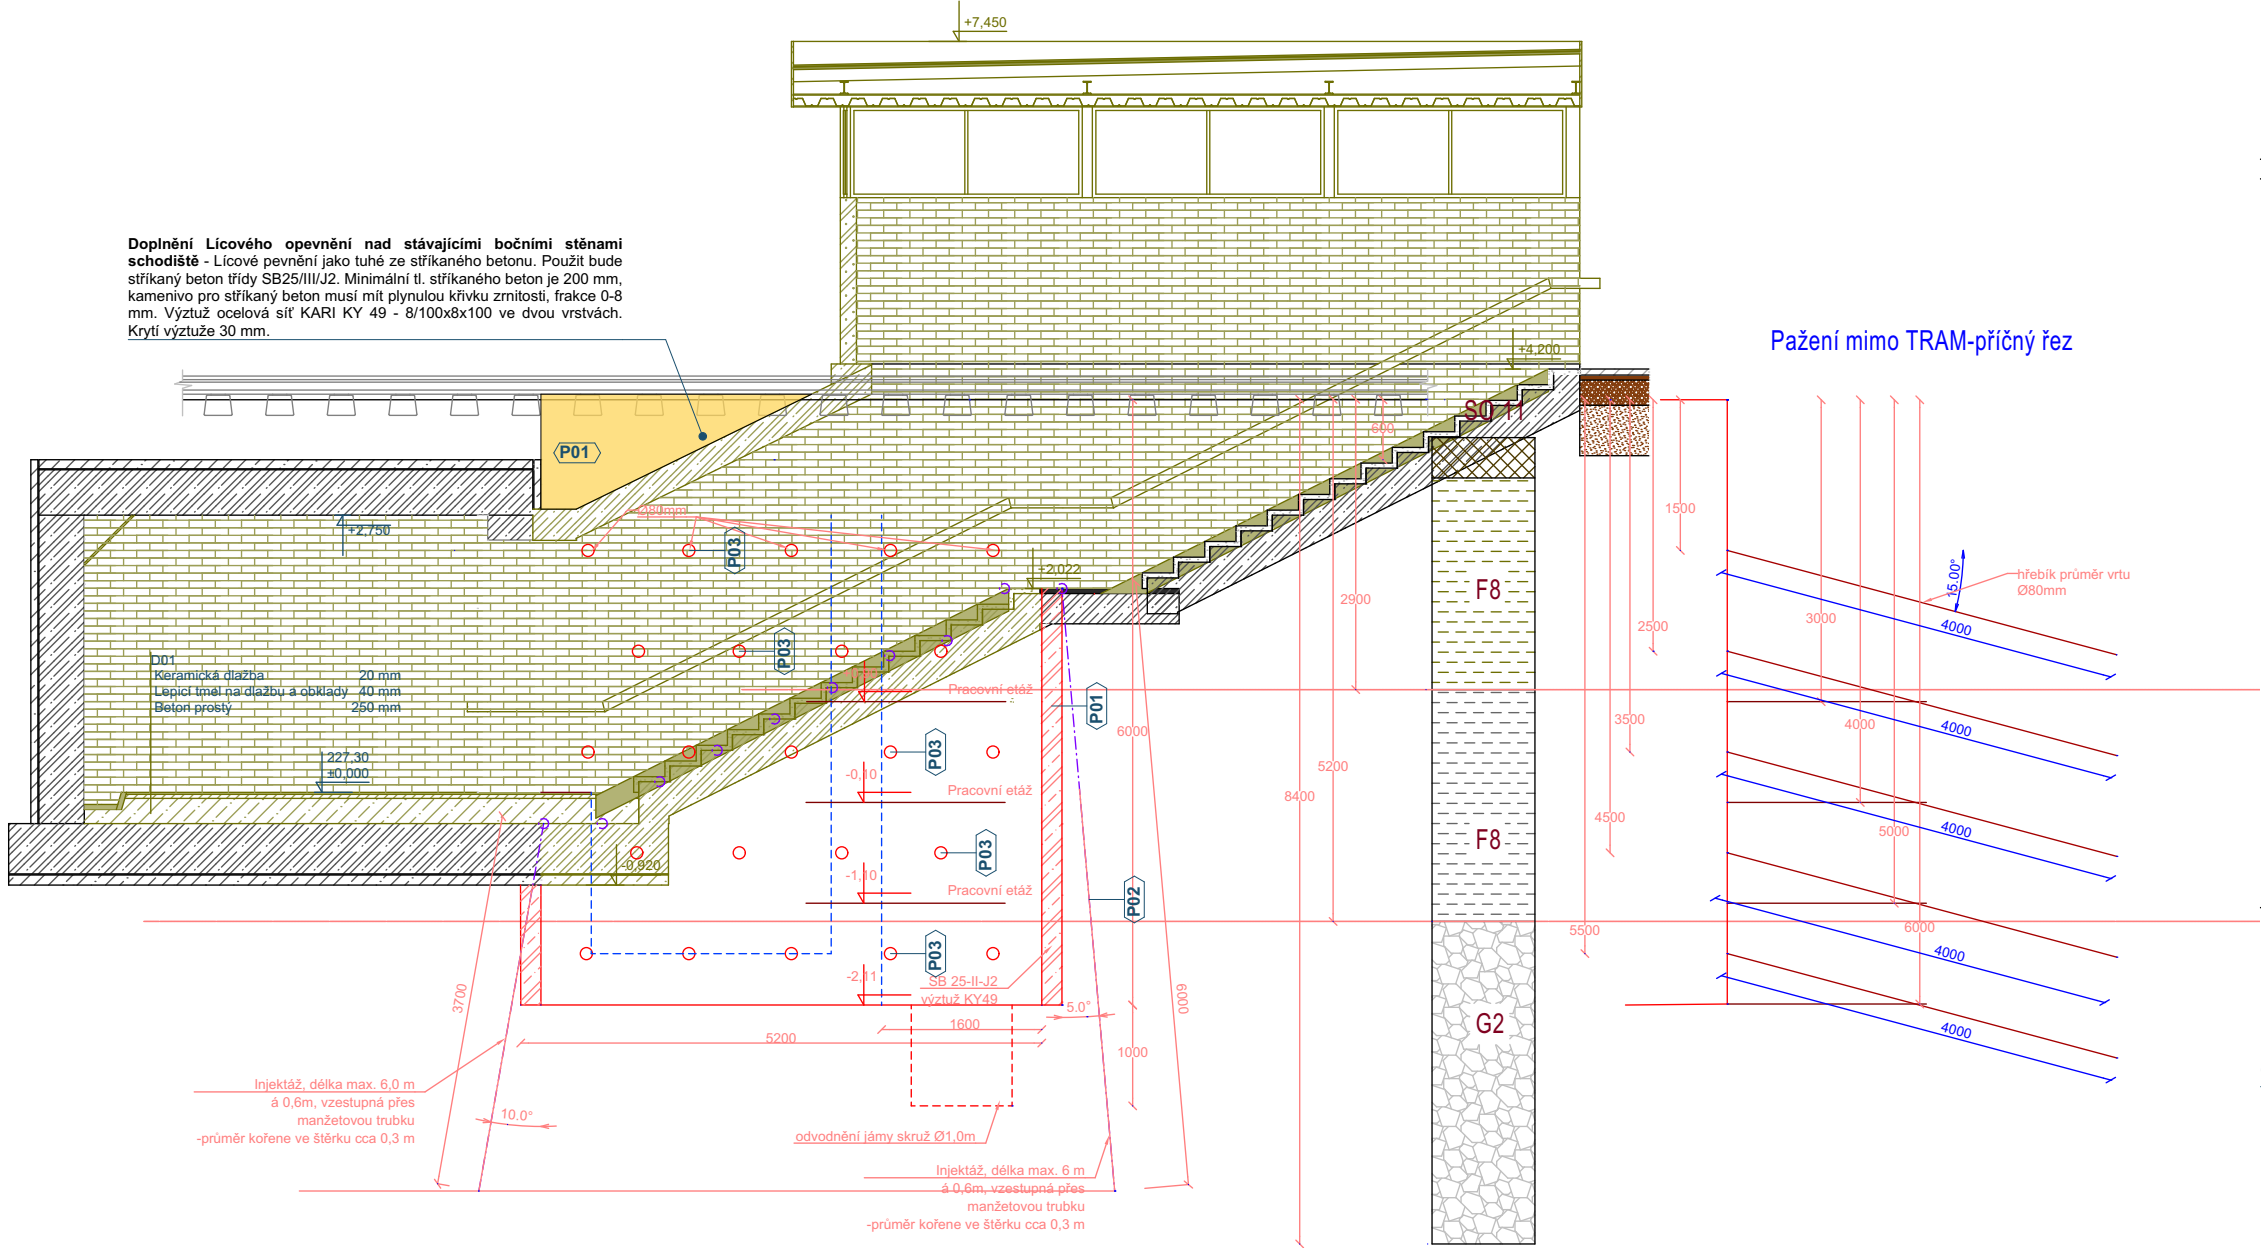 +7,450
Doplnění Lícového opevnění nad stávajícími bočními stěnami
schodiště - Lícové pevnění jako tuhé ze stříkaného betonu. Použit bude
stříkaný beton třídy SB25/III/J2. Minimální tl. stříkaného beton je 200 mm,
kamenivo pro stříkaný beton musí mít plynulou křivku zrnitosti, frakce 0-8
mm. Výztuž ocelová síť KARI KY 49 - 8/100x8x100 ve dvou vrstvách.
Krytí výztuže 30 mm.
Pažení mimo TRAM-příčný řez
+4,200
SO 11
600
P01
+2,750
Ø80mm
P03
1500
15.00°
hřebík průměr vrtu
Ø80mm
+2,022
F8
2900
3000
2500
4000
P03
D01
Keramická dlažba 20 mm
Lepicí tmel na dlažbu a obklady 40 mm
Beton prostý 250 mm
Pracovní etáž
P01
6000
3500
4000
4000
P03
227,30
±0,000
-0,10
Pracovní etáž
5200
8400
4500
5000
4000
F8
P03
-0,920
-1,10
Pracovní etáž
P02
5500
6000
4000
P03
-2,11
SB 25-II-J2
výztuž KY49
3700
5.0°
6000
G2
4000
1600
5200
1000
Injektáž, délka max. 6,0 m
á 0,6m, vzestupná přes
manžetovou trubku
-průměr kořene ve štěrku cca 0,3 m
10.0°
odvodnění jámy skruž Ø1,0m
Injektáž, délka max. 6 m
á 0,6m, vzestupná přes
manžetovou trubku
-průměr kořene ve štěrku cca 0,3 m